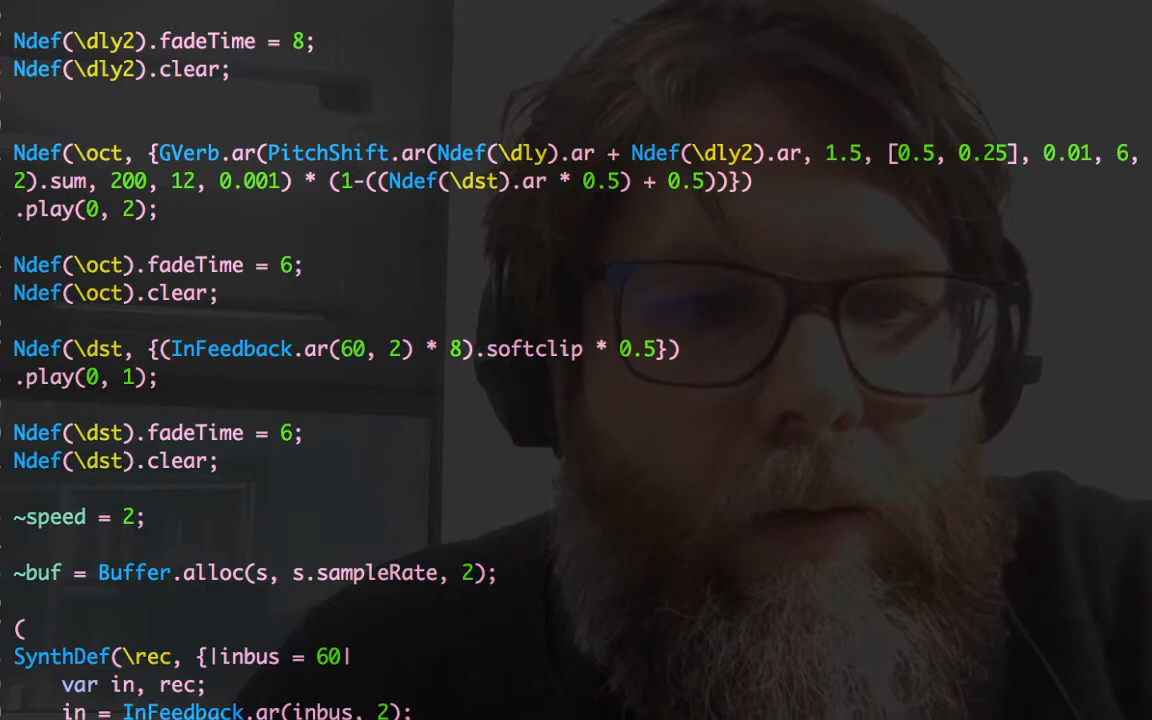 Ndef(\dly2).fadeTime = 8;
Ndef(\dly2).clear;
Ndef(\oct, {GVerb.ar(PitchShift.ar(Ndef(\dly).ar + Ndef(\dly2).ar, 1.5, [0.5, 0.25], 0.01, 6,
2).sum, 200, 12, 0.001) * (1-((Ndef(\dst).ar * 0.5) + 0.5))})
.play(0, 2);
Ndef(\oct).fadeTime = 6;
Ndef(\oct).clear;
Ndef(\dst, {(InFeedback.ar(60, 2) * 8).softclip * 0.5})
.play(0, 1);
Ndef(\dst).fadeTime = 6;
Ndef(\dst).clear;
~speed = 2;
~buf = Buffer.alloc(s, s.sampleRate, 2);
(
SynthDef(\rec, {|inbus = 60|
var in, rec;
in = InFeedback.ar(inbus, 2);